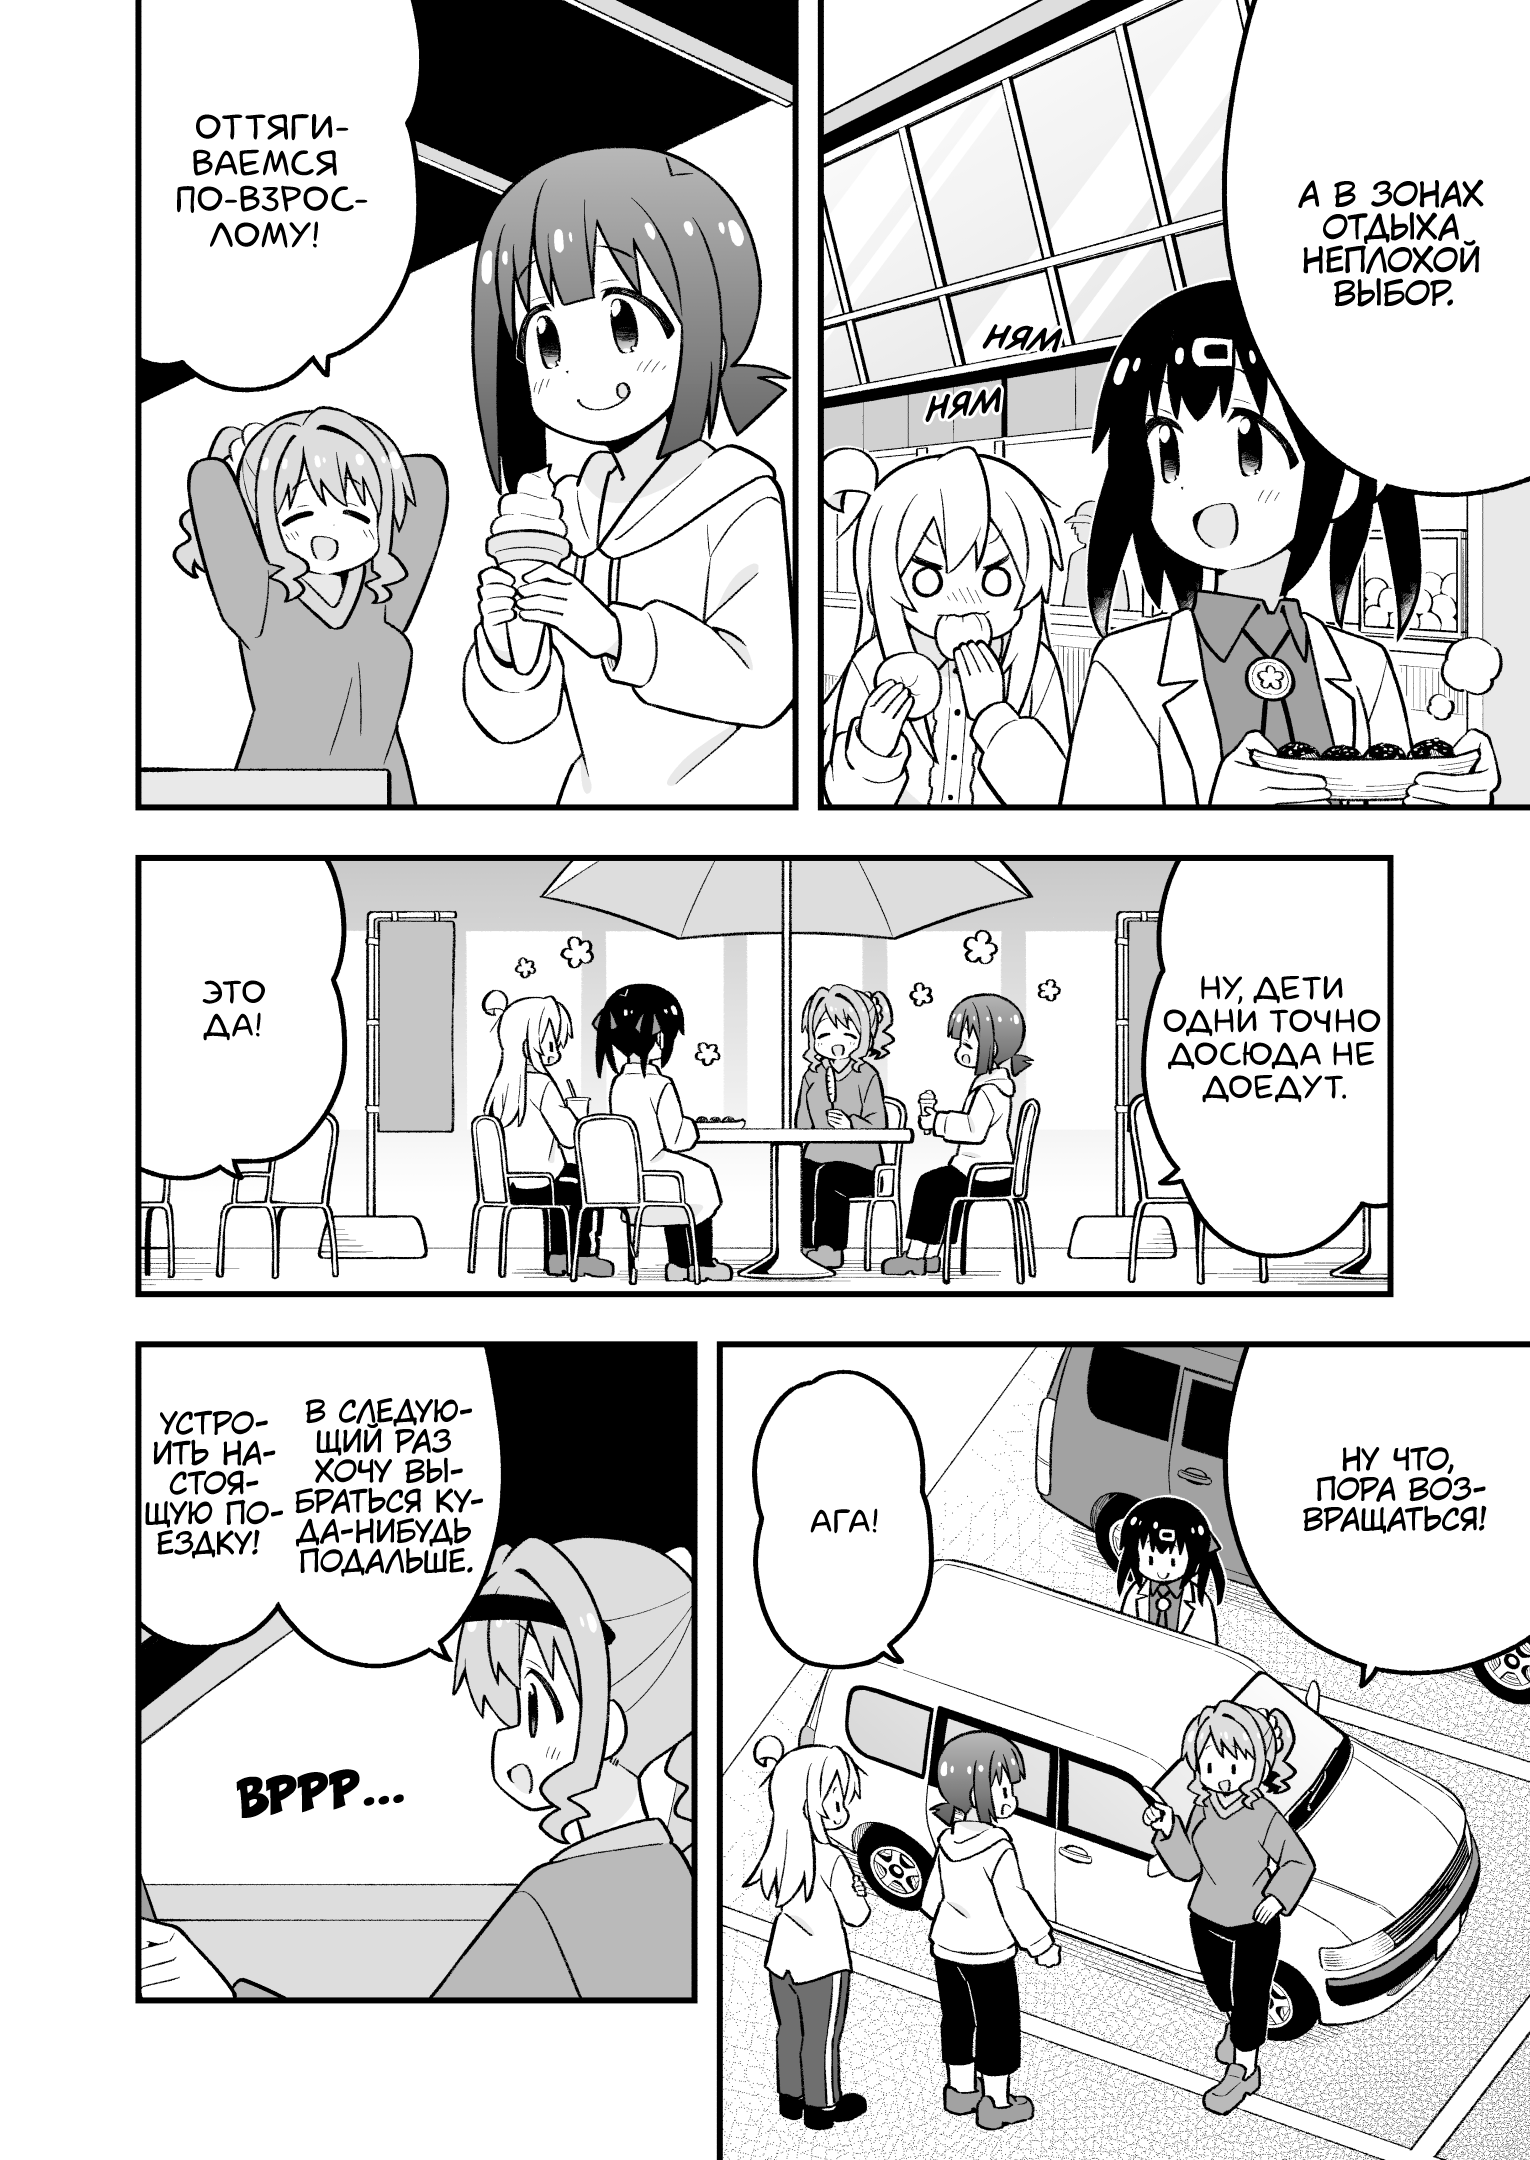 А В ЗОНАХ
ОТДЫХА
НЕПЛОХОЙ
ВЫБОР.
НЯМ
НЯМ
ОТТЯГИ-
ВАЕМСЯ
ПО-ВЗРОС-
ЛОМУ!
НУ, ДЕТИ
ОДНИ ТОЧНО
ДОСЮДА НЕ
ДОЕДУТ.
ЭТО
ДА!
НУ ЧТО,
ПОРА ВОЗ-
ВРАЩАТЬСЯ!
АГА!
В СЛЕДУЮ-
ЩИЙ РАЗ
ХОЧУ ВЫ-
БРАТЬСЯ КУ-
ДА-НИБУДЬ
ПОДАЛЬШЕ.
УСТРО-
ИТЬ НА-
СТОЯ-
ЩУЮ ПО-
ЕЗДКУ!
ВРРР...